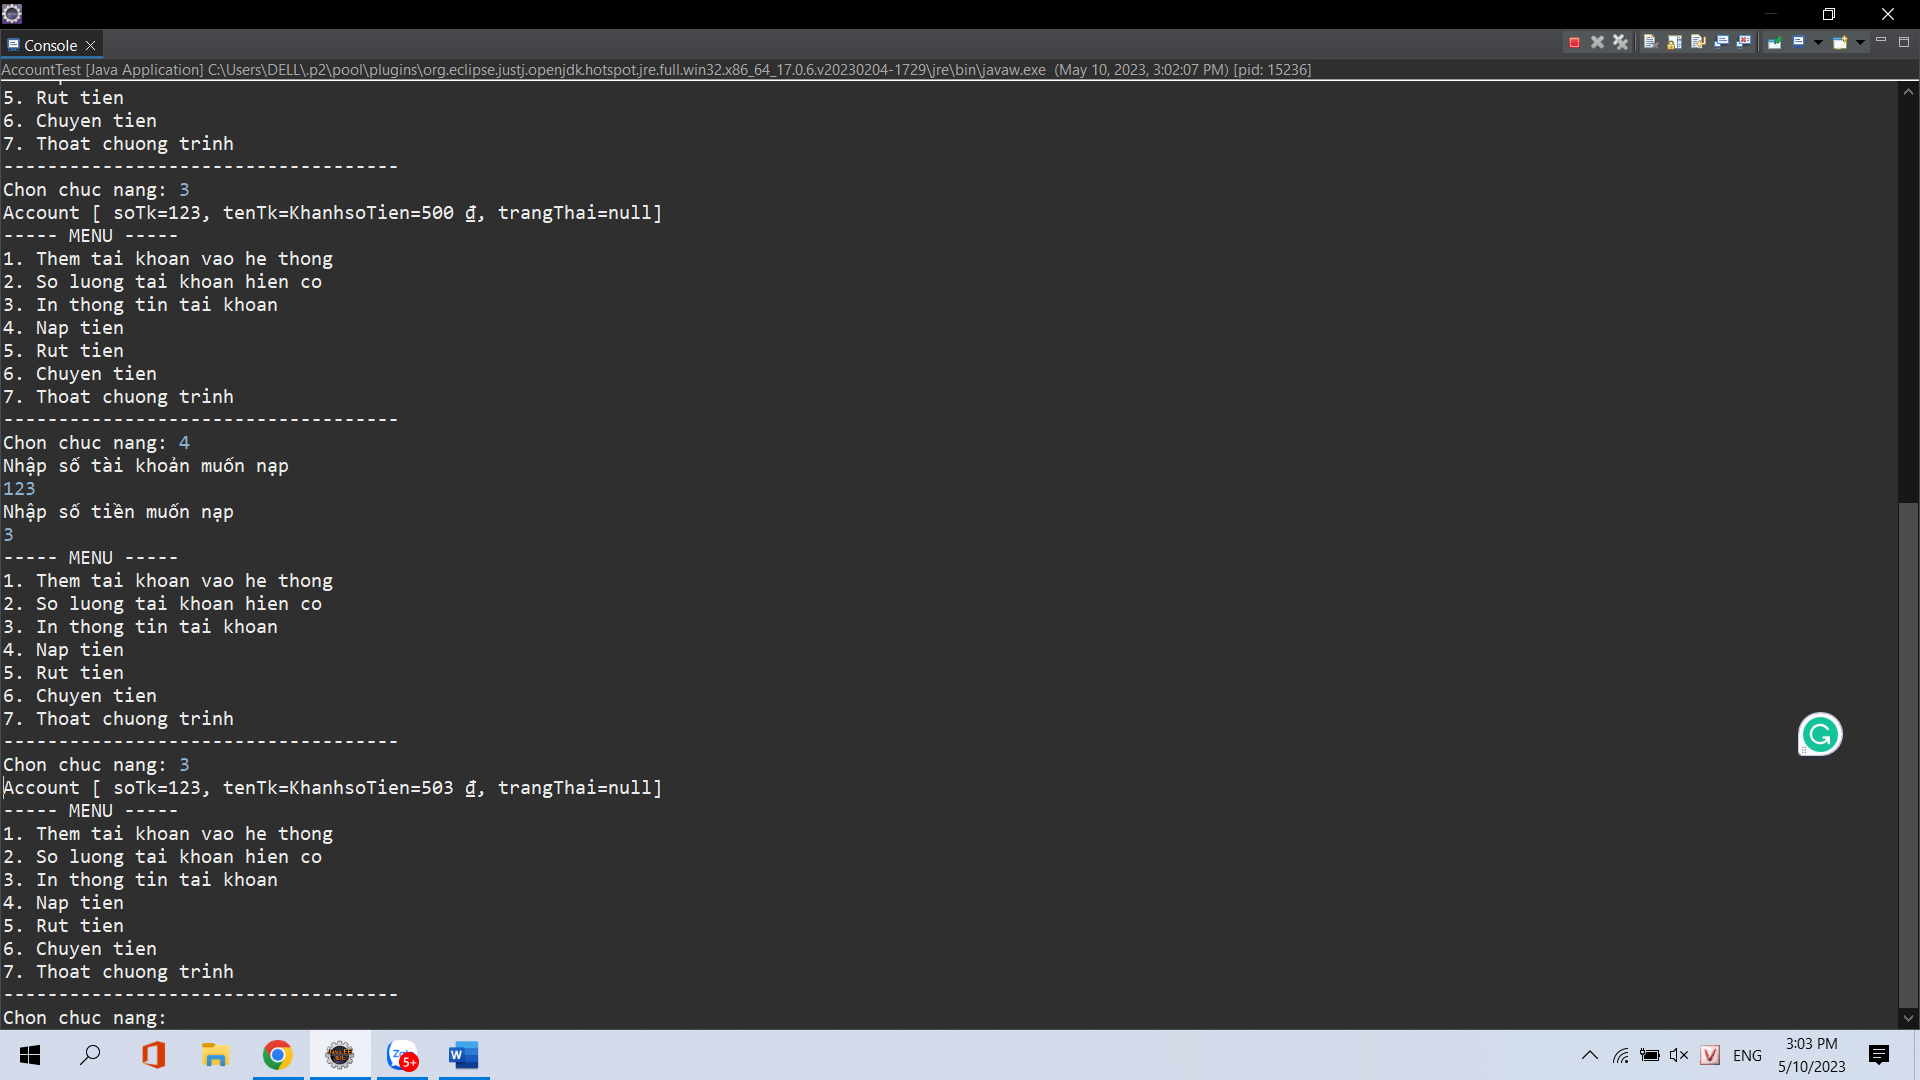 Console
AccountTest [Java Application] C:\Users\DELL\.p2\pool\plugins\org.eclipse.justj.openjdk.hotspot.jre.full.win32.x86_64_17.0.6.v20230204-1729\jre\bin\javaw.exe (May 10, 2023, 3:02:07 PM) [pid: 15236]
5. Rut tien
6. Chuyen tien
7. Thoat chuong trinh
------------------------------------
Chon chuc nang: 3
Account [ soTk=123, tenTk=KhanhsoTien=500 ₫, trangThai=null]
----- MENU -----
1. Them tai khoan vao he thong
2. So luong tai khoan hien co
3. In thong tin tai khoan
4. Nap tien
5. Rut tien
6. Chuyen tien
7. Thoat chuong trinh
------------------------------------
Chon chuc nang: 4
Nhập số tài khoản muốn nạp
123
Nhập số tiền muốn nạp
3
----- MENU -----
1. Them tai khoan vao he thong
2. So luong tai khoan hien co
3. In thong tin tai khoan
4. Nap tien
5. Rut tien
6. Chuyen tien
7. Thoat chuong trinh
------------------------------------
Chon chuc nang: 3
Account [ soTk=123, tenTk=KhanhsoTien=503 ₫, trangThai=null]
----- MENU -----
1. Them tai khoan vao he thong
2. So luong tai khoan hien co
3. In thong tin tai khoan
4. Nap tien
5. Rut tien
6. Chuyen tien
7. Thoat chuong trinh
------------------------------------
Chon chuc nang:
5+
ENG
3:03 PM
5/10/2023